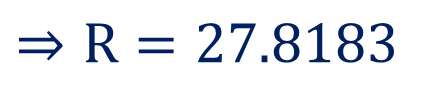 ⇒ R = 27.8183